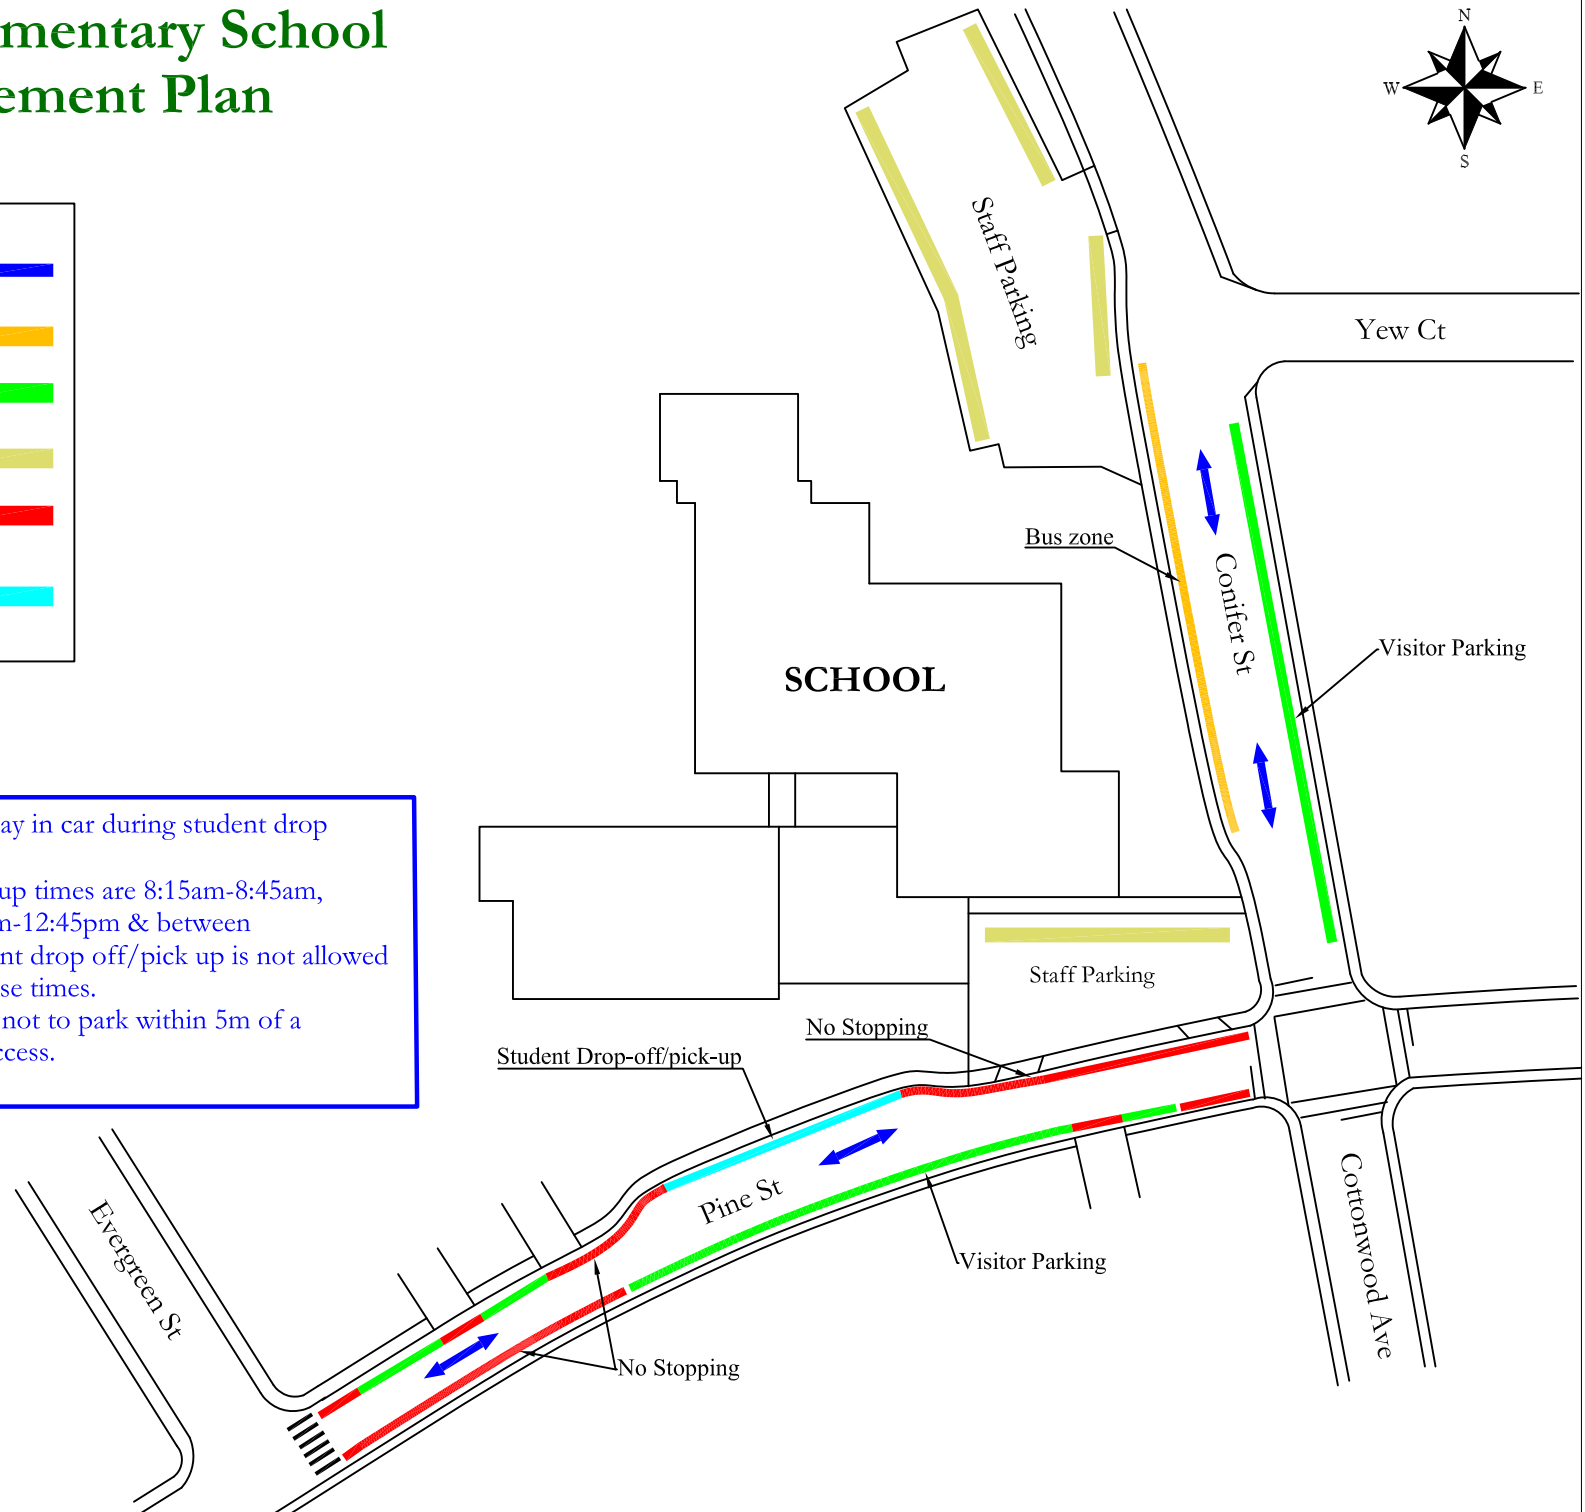 mentary School
ement Plan
N
W
E
S
Staff Parking
Yew Ct
Bus zone
Conifer St
Visitor Parking
SCHOOL
ay in car during student drop
up times are 8:15am-8:45am,
m-12:45pm & between
nt drop off/pick up is not allowed
se times.
not to park within 5m of a
ccess.
Staff Parking
No Stopping
Student Drop-off/pick-up
Pine St
Evergreen St
Visitor Parking
Cottonwood Ave
No Stopping